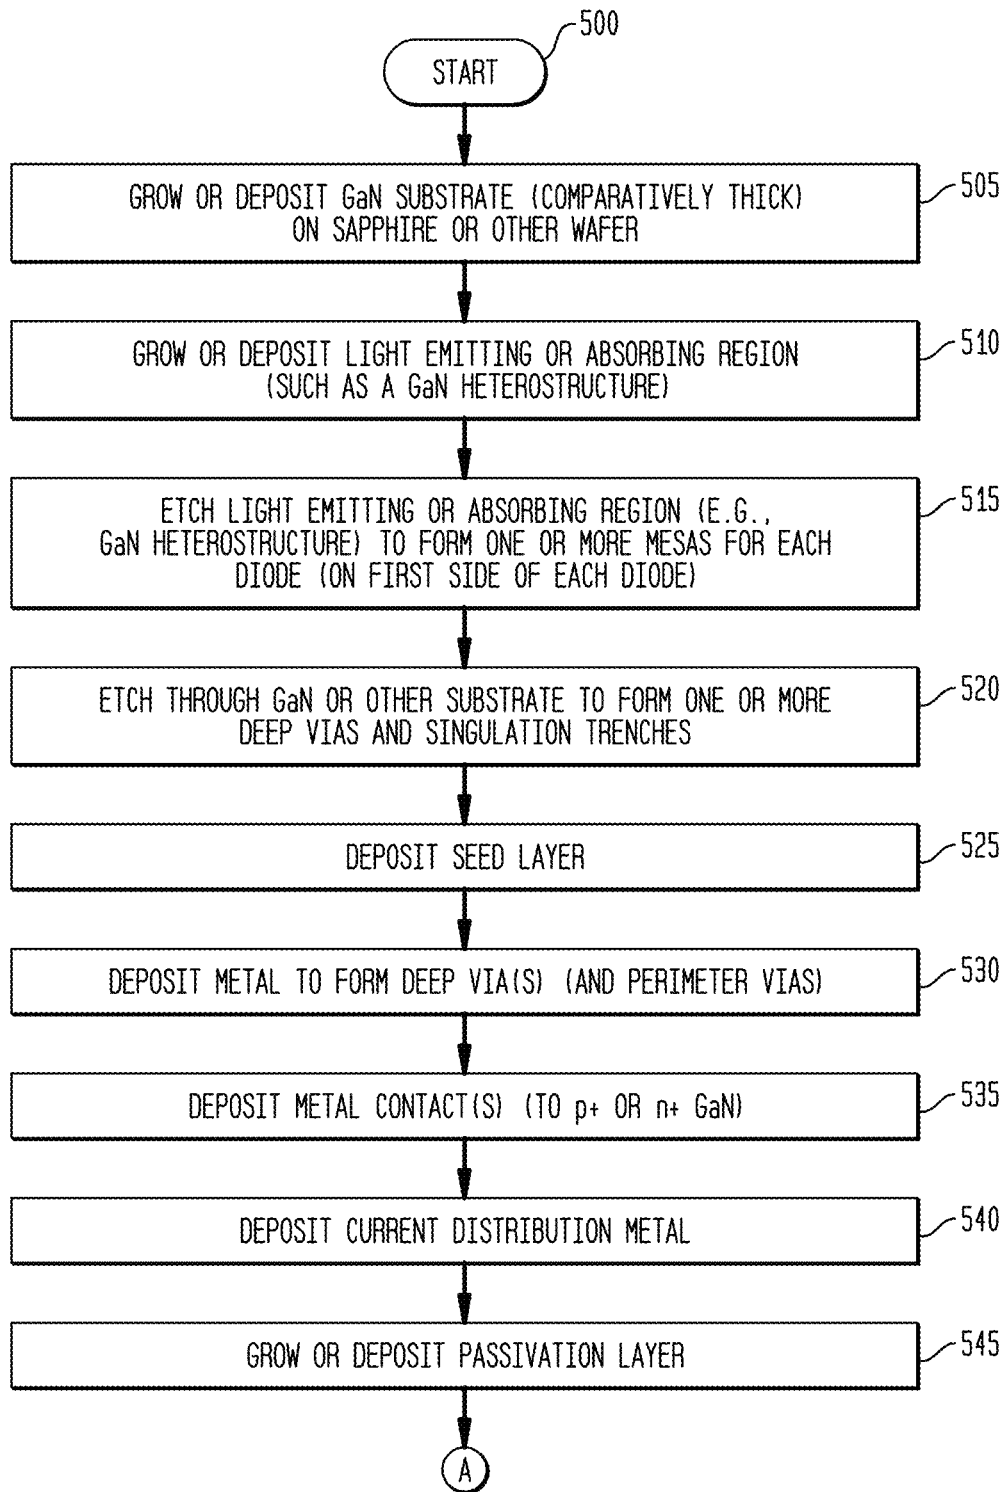 500
START
505
GROW OR DEPOSIT GaN SUBSTRATE (COMPARATIVELY THICK)
ON SAPPHIRE OR OTHER WAFER
510
GROW OR DEPOSIT LIGHT EMITTING OR ABSORBING REGION
(SUCH AS A GaN HETEROSTRUCTURE)
515
ETCH LIGHT EMITTING OR ABSORBING REGION (E.G.,
GaN HETEROSTRUCTURE) TO FORM ONE OR MORE MESAS FOR EACH
DIODE (ON FIRST SIDE OF EACH DIODE)
520
ETCH THROUGH GaN OR OTHER SUBSTRATE TO FORM ONE OR MORE
DEEP VIAS AND SINGULATION TRENCHES
525
DEPOSIT SEED LAYER
530
DEPOSIT METAL TO FORM DEEP VIA(S) (AND PERIMETER VIAS)
535
DEPOSIT METAL CONTACT(S) (TO p+ OR n+ GaN)
540
DEPOSIT CURRENT DISTRIBUTION METAL
545
GROW OR DEPOSIT PASSIVATION LAYER
A